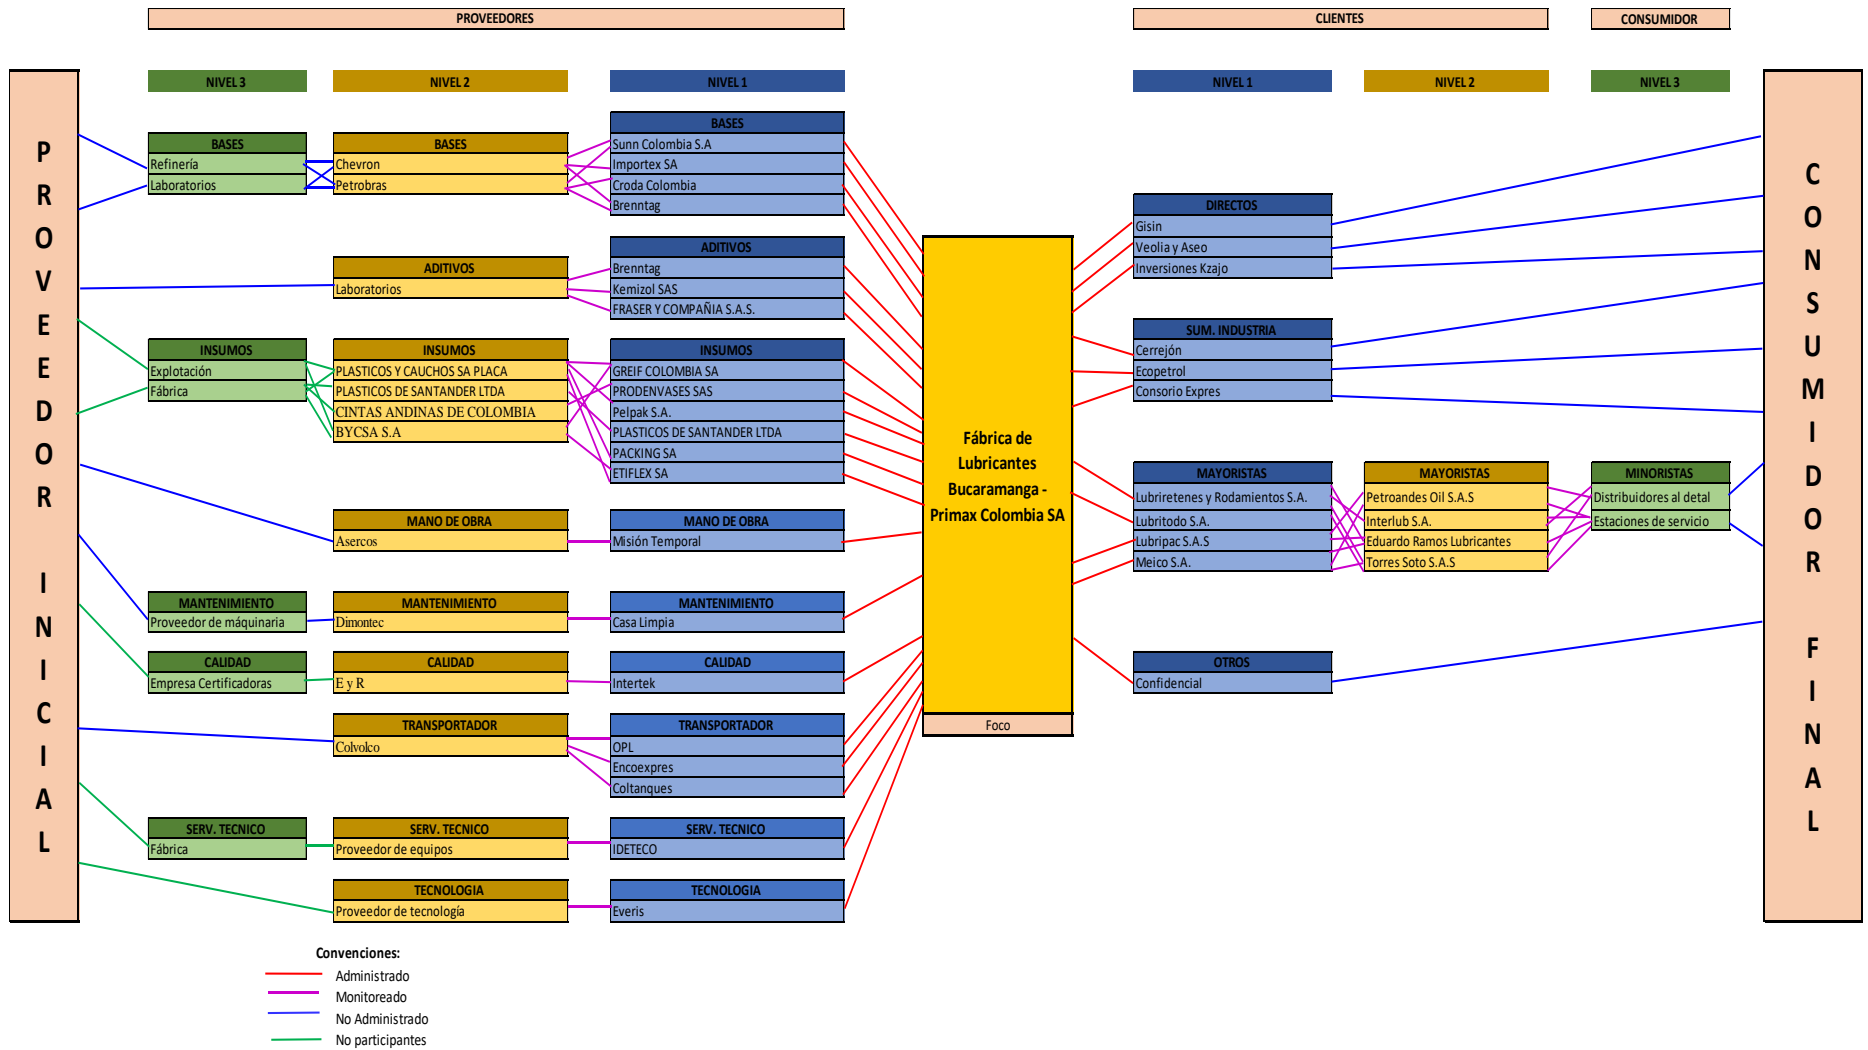 PROVEEDORES
CLIENTES
CONSUMIDOR
NIVEL 3
NIVEL 2
NIVEL 1
NIVEL 1
NIVEL 2
NIVEL 3
PROVEEDOR INICIAL
BASES
Refinería
Laboratorios
BASES
Chevron
Petrobras
BASES
Sunn Colombia S.A
Importex SA
Croda Colombia
Brenntag
ADITIVOS
Laboratorios
ADITIVOS
Brenntag
Kemizol SAS
FRASER Y COMPAÑIA S.A.S.
INSUMOS
Explotación
Fábrica
INSUMOS
PLASTICOS Y CAUCHOS SA PLACA
PLASTICOS DE SANTANDER LTDA
CINTAS ANDINAS DE COLOMBIA
BYCSA S.A
INSUMOS
GREIF COLOMBIA SA
PRODENVASES SAS
Pelpak S.A.
PLASTICOS DE SANTANDER LTDA
PACKING SA
ETIFLEX SA
MANO DE OBRA
Asercos
MANO DE OBRA
Misión Temporal
MANTENIMIENTO
Proveedor de máquinaria
MANTENIMIENTO
Dimontec
MANTENIMIENTO
Casa Limpia
CALIDAD
Empresa Certificadoras
CALIDAD
E y R
CALIDAD
Intertek
TRANSPORTADOR
Colvolco
TRANSPORTADOR
OPL
Encoexpres
Coltanques
SERV. TECNICO
Fábrica
SERV. TECNICO
Proveedor de equipos
SERV. TECNICO
IDETECO
TECNOLOGIA
Proveedor de tecnología
TECNOLOGIA
Everis
Fábrica de
Lubricantes
Bucaramanga -
Primax Colombia SA
Foco
DIRECTOS
Gisin
Veolia y Aseo
Inversiones Kzajo
SUM. INDUSTRIA
Cerrejón
Ecopetrol
Consorio Expres
MAYORISTAS
Lubriretenes y Rodamientos S.A.
Lubritodo S.A.
Lubripac S.A.S
Meico S.A.
MAYORISTAS
Petroandes Oil S.A.S
Interlub S.A.
Eduardo Ramos Lubricantes
Torres Soto S.A.S
MINORISTAS
Distribuidores al detal
Estaciones de servicio
OTROS
Confidencial
CONSUMIDOR FINAL
Convenciones:
Administrado
Monitoreado
No Administrado
No participantes